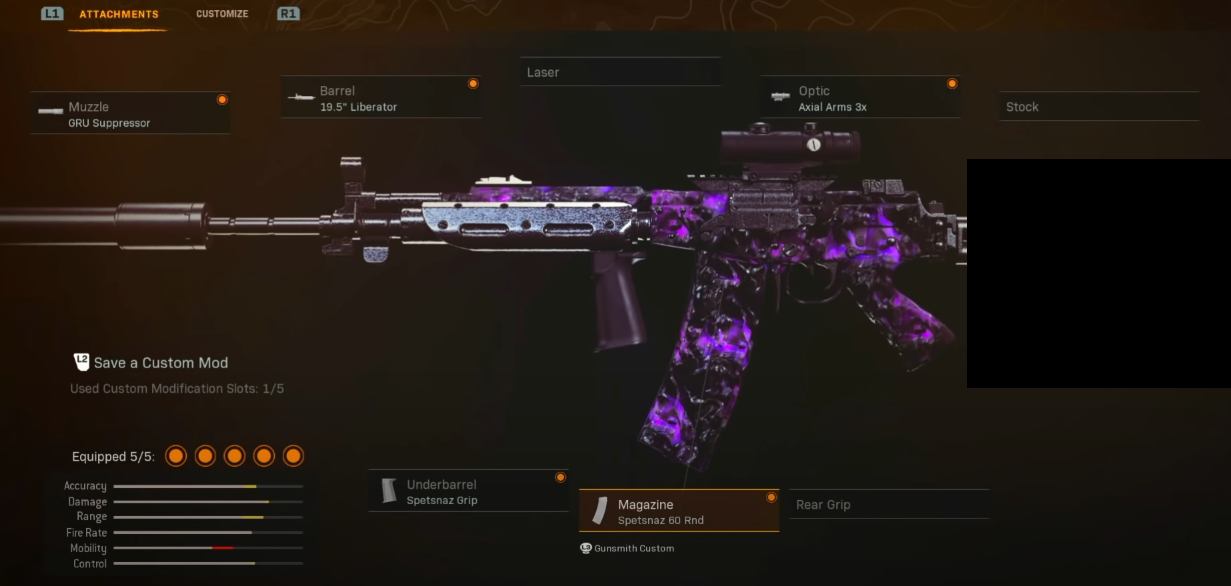 L1 ATTACHMENTS CUSTOMIZE R1
Laser
Muzzle
GRU Suppressor
Barrel
19.5" Liberator
Optic
Axial Arms 3x
Stock
L2 Save a Custom Mod
Used Custom Modification Slots: 1/5
Equipped 5/5:
Accuracy
Damage
Range
Fire Rate
Mobility
Control
Underbarrel
Spetsnaz Grip
Magazine
Spetsnaz 60 Rnd
Rear Grip
Gunsmith Custom